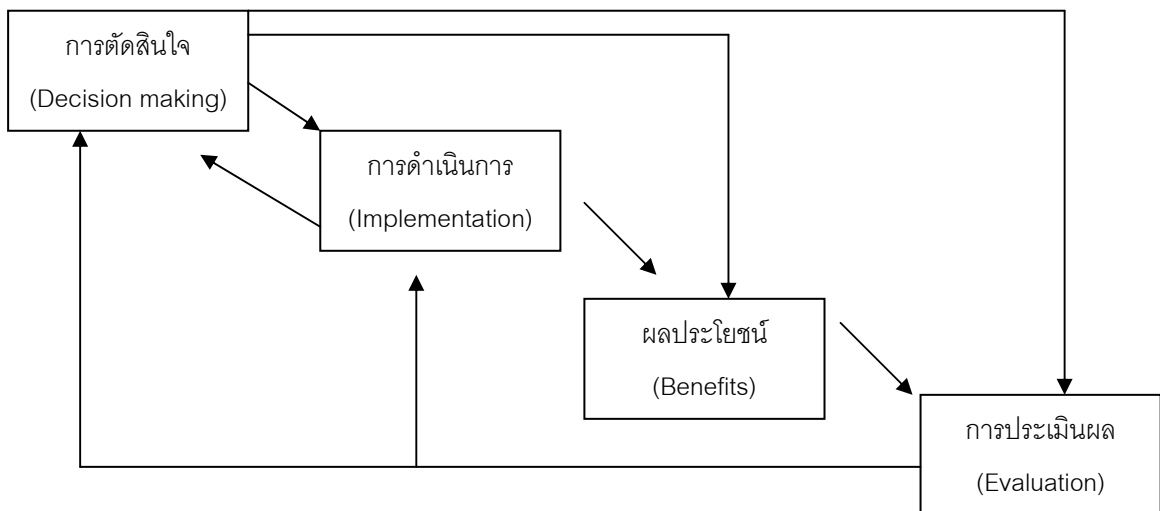 การตัดสินใจ
(Decision making)
การดำเนินการ
(Implementation)
ผลประโยชน์
(Benefits)
การประเมินผล
(Evaluation)